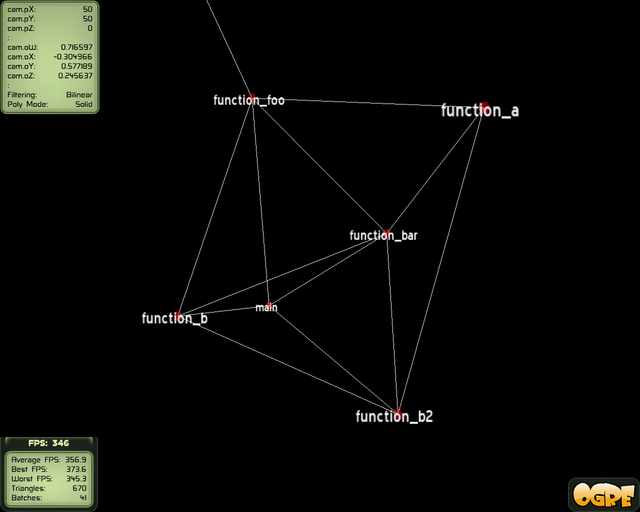 cam.pX: 50
cam.pY: 50
cam.pZ: 0
:
cam.oW: 0.716597
cam.oX: -0.304966
cam.oY: 0.577189
cam.oZ: 0.245637
:
Filtering: Bilinear
Poly Mode: Solid
function_foo
function_a
function_bar
main
function_b
function_b2
FPS: 346
Average FPS: 356.9
Best FPS: 373.6
Worst FPS: 345.3
Triangles: 670
Batches: 41
OGRE